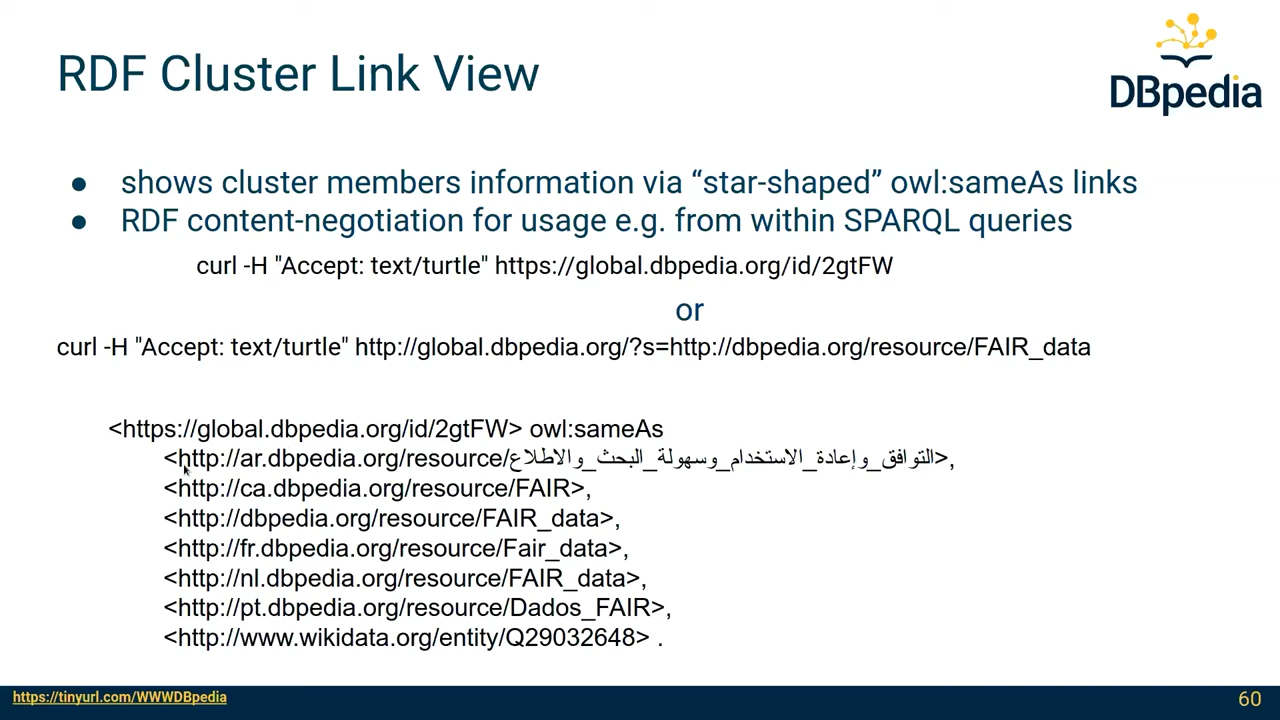 RDF Cluster Link View
DBpedia
● shows cluster members information via “star-shaped” owl:sameAs links
● RDF content-negotiation for usage e.g. from within SPARQL queries
curl -H "Accept: text/turtle" https://global.dbpedia.org/id/2gtFW
or
curl -H "Accept: text/turtle" http://global.dbpedia.org/?s=http://dbpedia.org/resource/FAIR_data
<https://global.dbpedia.org/id/2gtFW> owl:sameAs
<http://ar.dbpedia.org/resource/التوافق_وإعادة_الاستخدام_وسهولة_البحث_والاطلاع>,
<http://ca.dbpedia.org/resource/FAIR>,
<http://dbpedia.org/resource/FAIR_data>,
<http://fr.dbpedia.org/resource/Fair_data>,
<http://nl.dbpedia.org/resource/FAIR_data>,
<http://pt.dbpedia.org/resource/Dados_FAIR>,
<http://www.wikidata.org/entity/Q29032648> .
https://tinyurl.com/WWWDBpedia
60